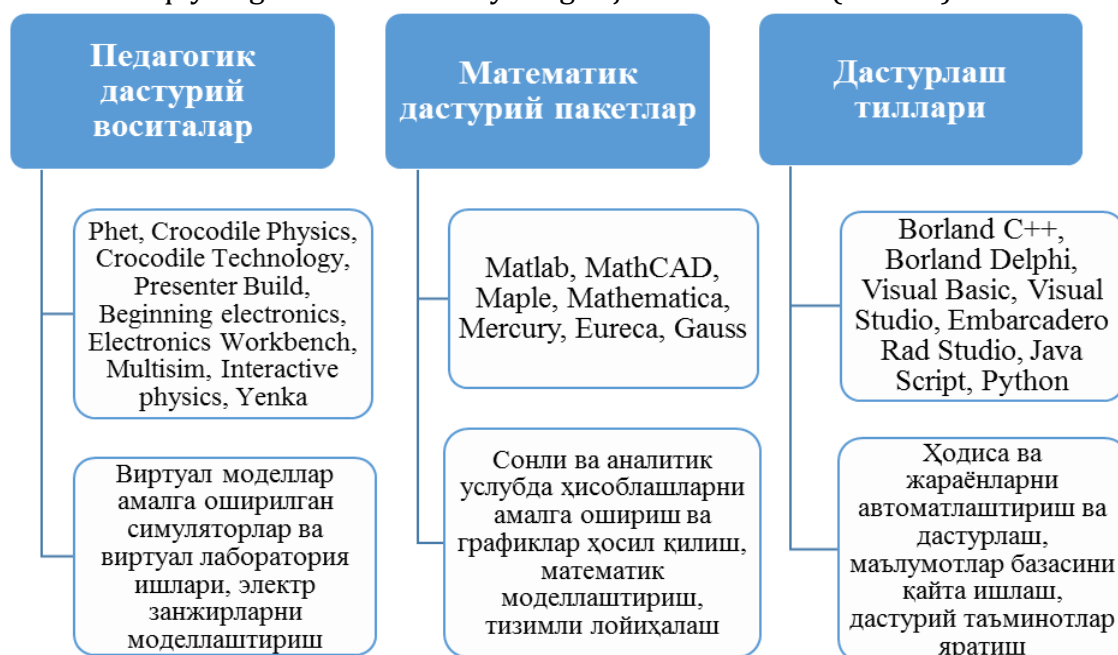 Педагогик
дастурий
воситалар
Phet, Crocodile Physics,
Crocodile Technology,
Presenter Build,
Beginning electronics,
Electronics Workbench,
Multisim, Interactive
physics, Yenka
Виртуал моделлар
амалга оширилган
симуляторлар ва
виртуал лаборатория
ишлари, электр
занжирларни
моделлаштириш
Математик
дастурий пакетлар
Matlab, MathCAD,
Maple, Mathematica,
Mercury, Eureca, Gauss
Сонли ва аналитик
услубда ҳисоблашларни
амалга ошириш ва
графиклар ҳосил қилиш,
математик
моделлаштириш,
тизимли лойиҳалаш
Дастурлаш
тиллари
Borland C++,
Borland Delphi,
Visual Basic, Visual
Studio, Embarcadero
Rad Studio, Java
Script, Python
Ҳодиса ва
жараёнларни
автоматлаштириш ва
дастурлаш,
маълумотлар базасини
қайта ишлаш,
дастурий таъминотлар
яратиш